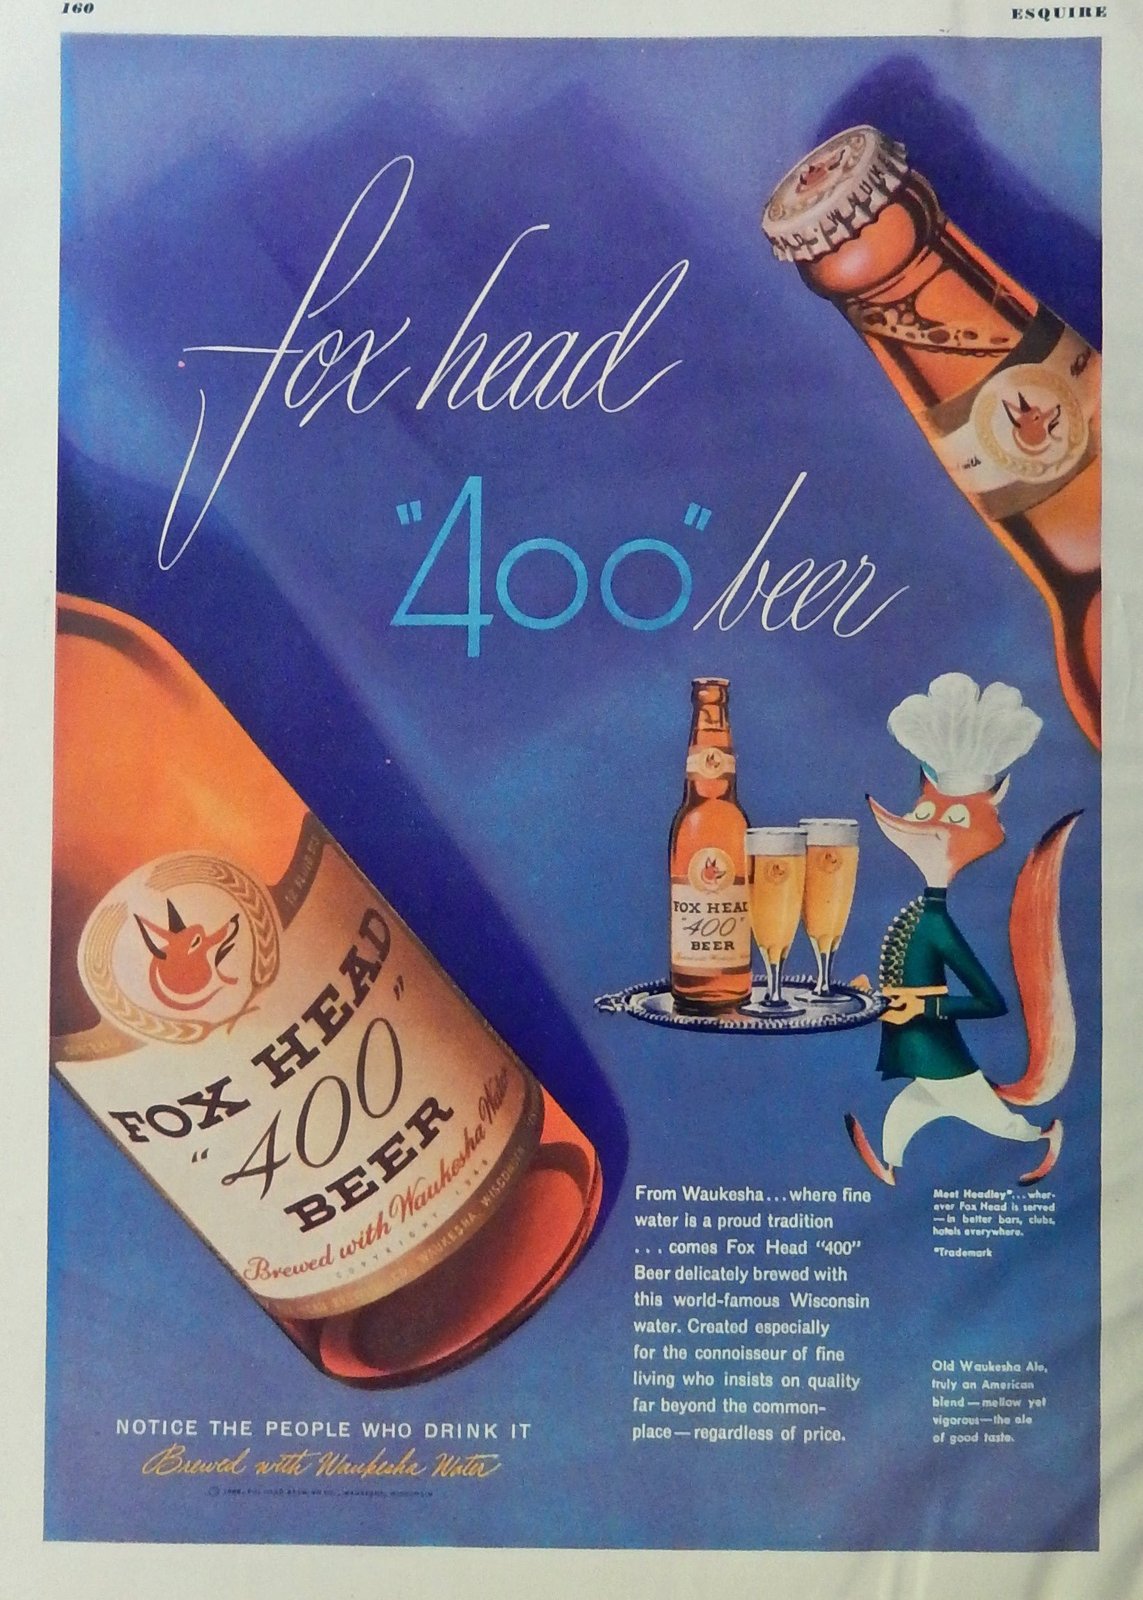 160
ESQUIRE
fox head
"400" beer
FOX HEAD
"400"
BEER
FOX HEAD
"400"
BEER
Brewed with Waukesha Water
COPYRIGHT 1946
WAUKESHA, WISCONSIN
From Waukesha...where fine
water is a proud tradition
...comes Fox Head "400"
Beer delicately brewed with
this world-famous Wisconsin
water. Created especially
for the connoisseur of fine
living who insists on quality
far beyond the common-
place—regardless of price.
Meet Headley*...wher-
ever Fox Head is served
—in better bars, clubs,
hotels everywhere.
*Trademark
Old Waukesha Ale,
truly an American
blend—mellow yet
vigorous—the ale
of good taste.
NOTICE THE PEOPLE WHO DRINK IT
Brewed with Waukesha Water